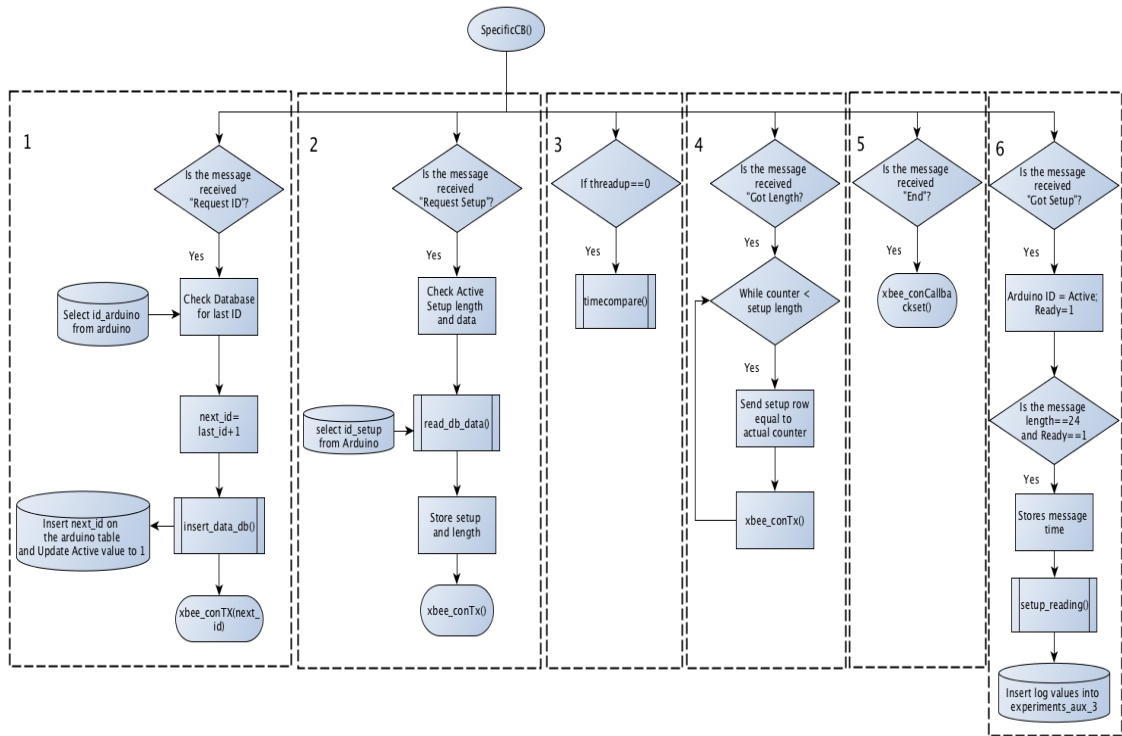 SpecificCB()
1
Is the message
received
"Request ID"?
Yes
Check Database
for last ID
Select id_arduino
from arduino
next_id=
last_id+1
insert_data_db()
Insert next_id on
the arduino table
and Update Active value to 1
xbee_conTX(next_
id)
2
Is the message
received
"Request Setup"?
Yes
Check Active
Setup length
and data
select id_setup
from Arduino
read_db_data()
Store setup
and length
xbee_conTx()
3
If threadup==0
Yes
timecompare()
4
Is the message
received
"Got Length?
Yes
While counter <
setup length
Yes
Send setup row
equal to
actual counter
xbee_conTx()
5
Is the message
received
"End"?
Yes
xbee_conCallba
ckset()
6
Is the message
received
"Got Setup"?
Yes
Arduino ID = Active;
Ready=1
Is the message
length==24
and Ready==1
Yes
Stores message
time
setup_reading()
Insert log values into
experiments_aux_3